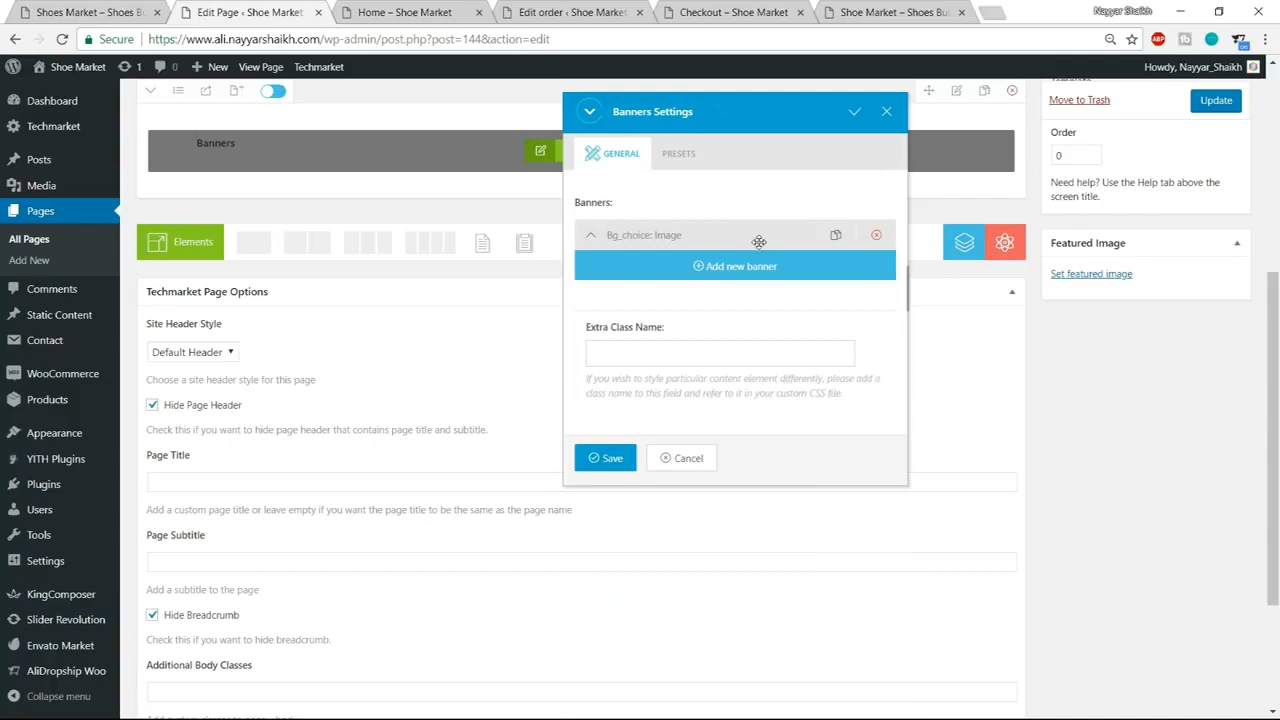 Shoes Market – Shoes Bu
Edit Page ‹ Shoe Market
Home – Shoe Market
Edit order ‹ Shoe Market
Checkout – Shoe Market
Shoe Market – Shoes Bu
Nayyar Shaikh
Secure
https://www.ali.nayyarshaikh.com/wp-admin/post.php?post=144&action=edit
ABP
Shoe Market
1
New
View Page
Techmarket
Howdy, Nayyar_Shaikh
Dashboard
Techmarket
Posts
Media
Pages
All Pages
Add New
Comments
Static Content
Contact
WooCommerce
Products
Appearance
YITH Plugins
Plugins
Users
Tools
Settings
KingComposer
Slider Revolution
Envato Market
AliDropship Woo
Collapse menu
Banners
Elements
Techmarket Page Options
Site Header Style
Default Header
Choose a site header style for this page
Hide Page Header
Check this if you want to hide page header that contains page title and subtitle.
Page Title
Add a custom page title or leave empty if you want the page title to be the same as the page name
Page Subtitle
Add a subtitle to the page
Hide Breadcrumb
Check this if you want to hide breadcrumb.
Additional Body Classes
Banners Settings
GENERAL
PRESETS
Banners:
Bg_choice: Image
Add new banner
Extra Class Name:
If you wish to style particular content element differently, please add a
class name to this field and refer to it in your custom CSS file.
Save
Cancel
Move to Trash
Update
Order
0
Need help? Use the Help tab above the
screen title.
Featured Image
Set featured image